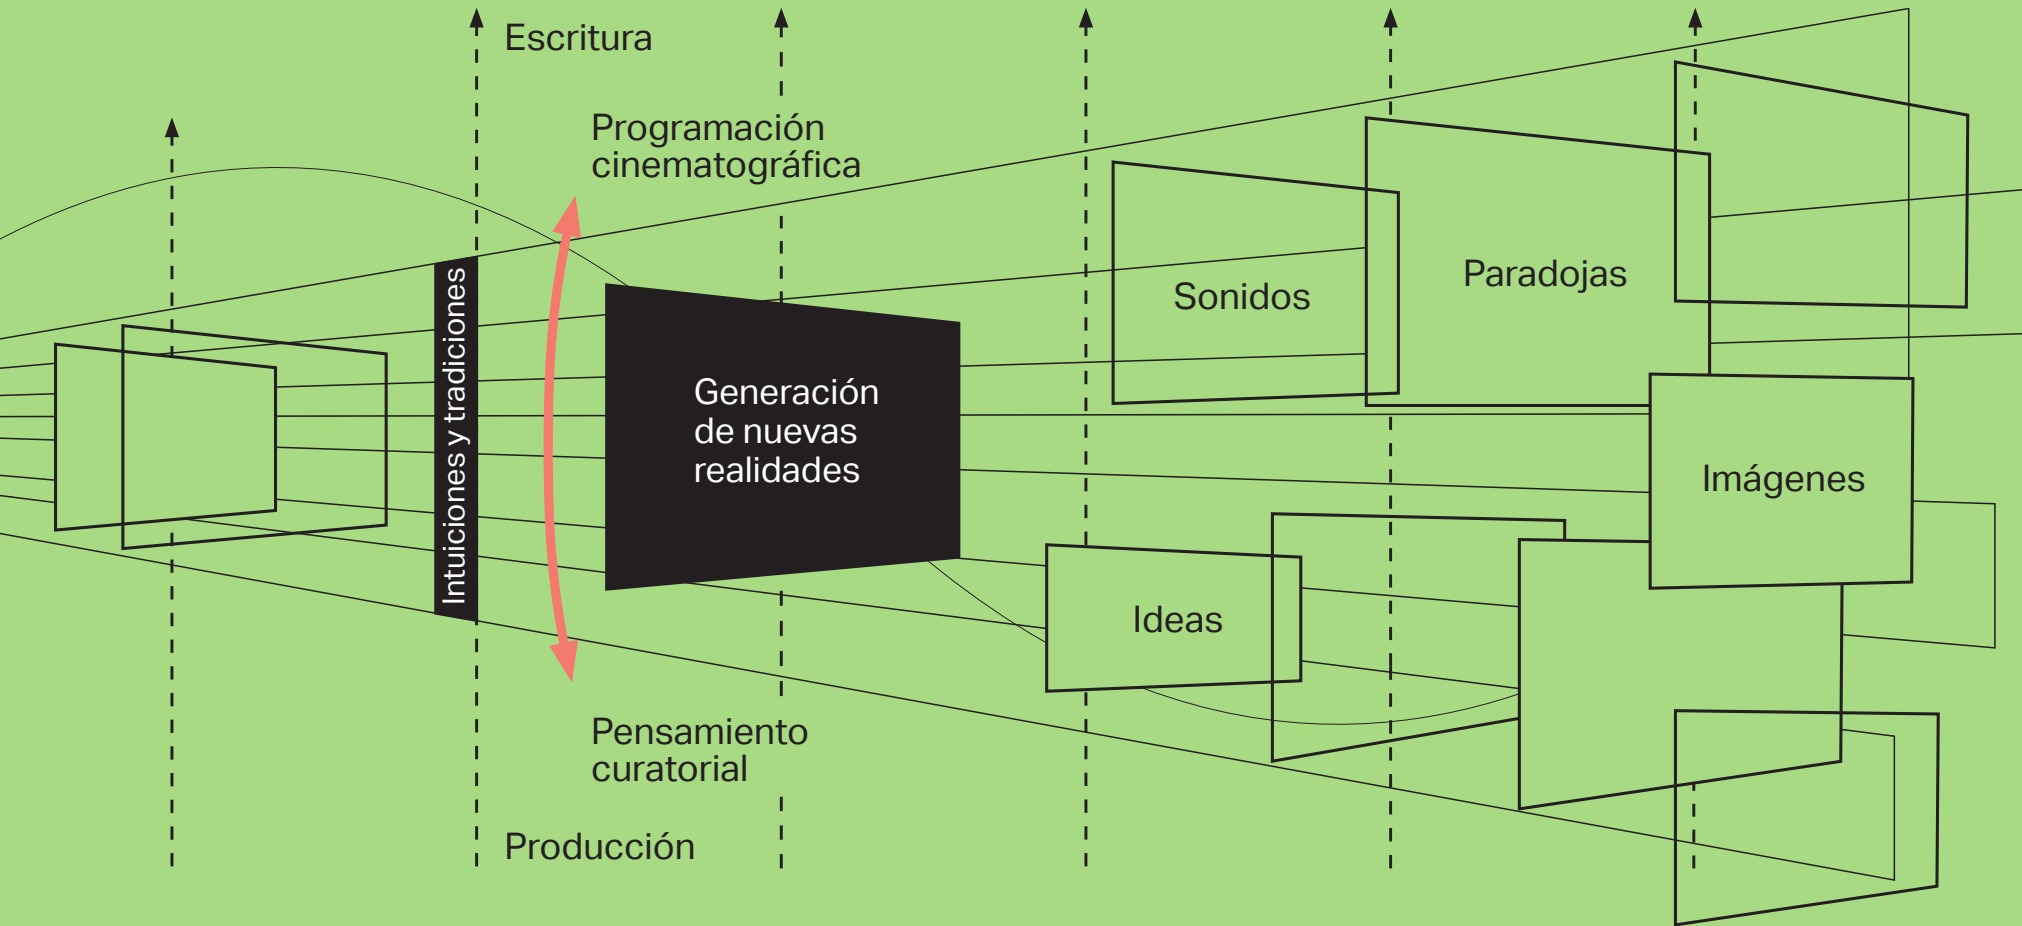 Escritura
Programación
cinematográfica
Intuiciones y tradiciones
Generación
de nuevas
realidades
Sonidos
Paradojas
Imágenes
Ideas
Pensamiento
curatorial
Producción